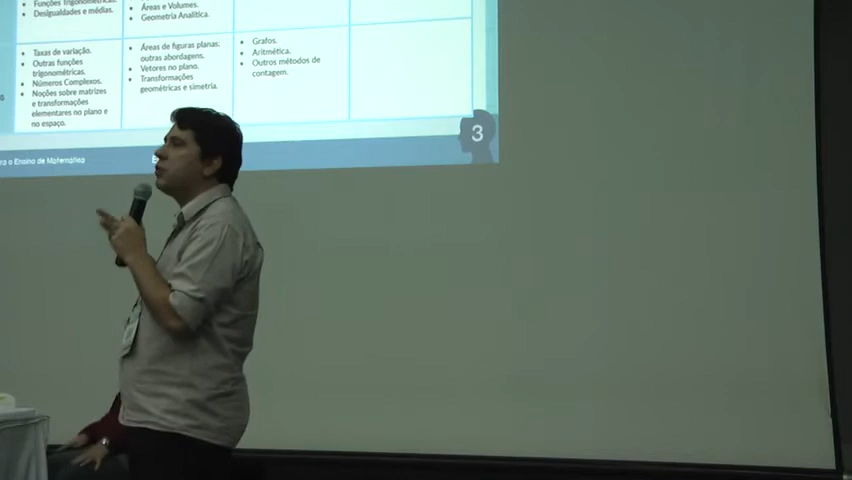 Funções Trigonométricas.
• Desigualdades e médias.
• Áreas e Volumes.
• Geometria Analítica.
• Taxas de variação.
• Outras funções
trigonométricas.
• Números Complexos.
• Noções sobre matrizes
e transformações
elementares no plano e
no espaço.
• Áreas de figuras planas:
outras abordagens.
• Vetores no plano.
• Transformações
geométricas e simetria.
• Grafos.
• Aritmética.
• Outros métodos de
contagem.
o Ensino de Matemática
3